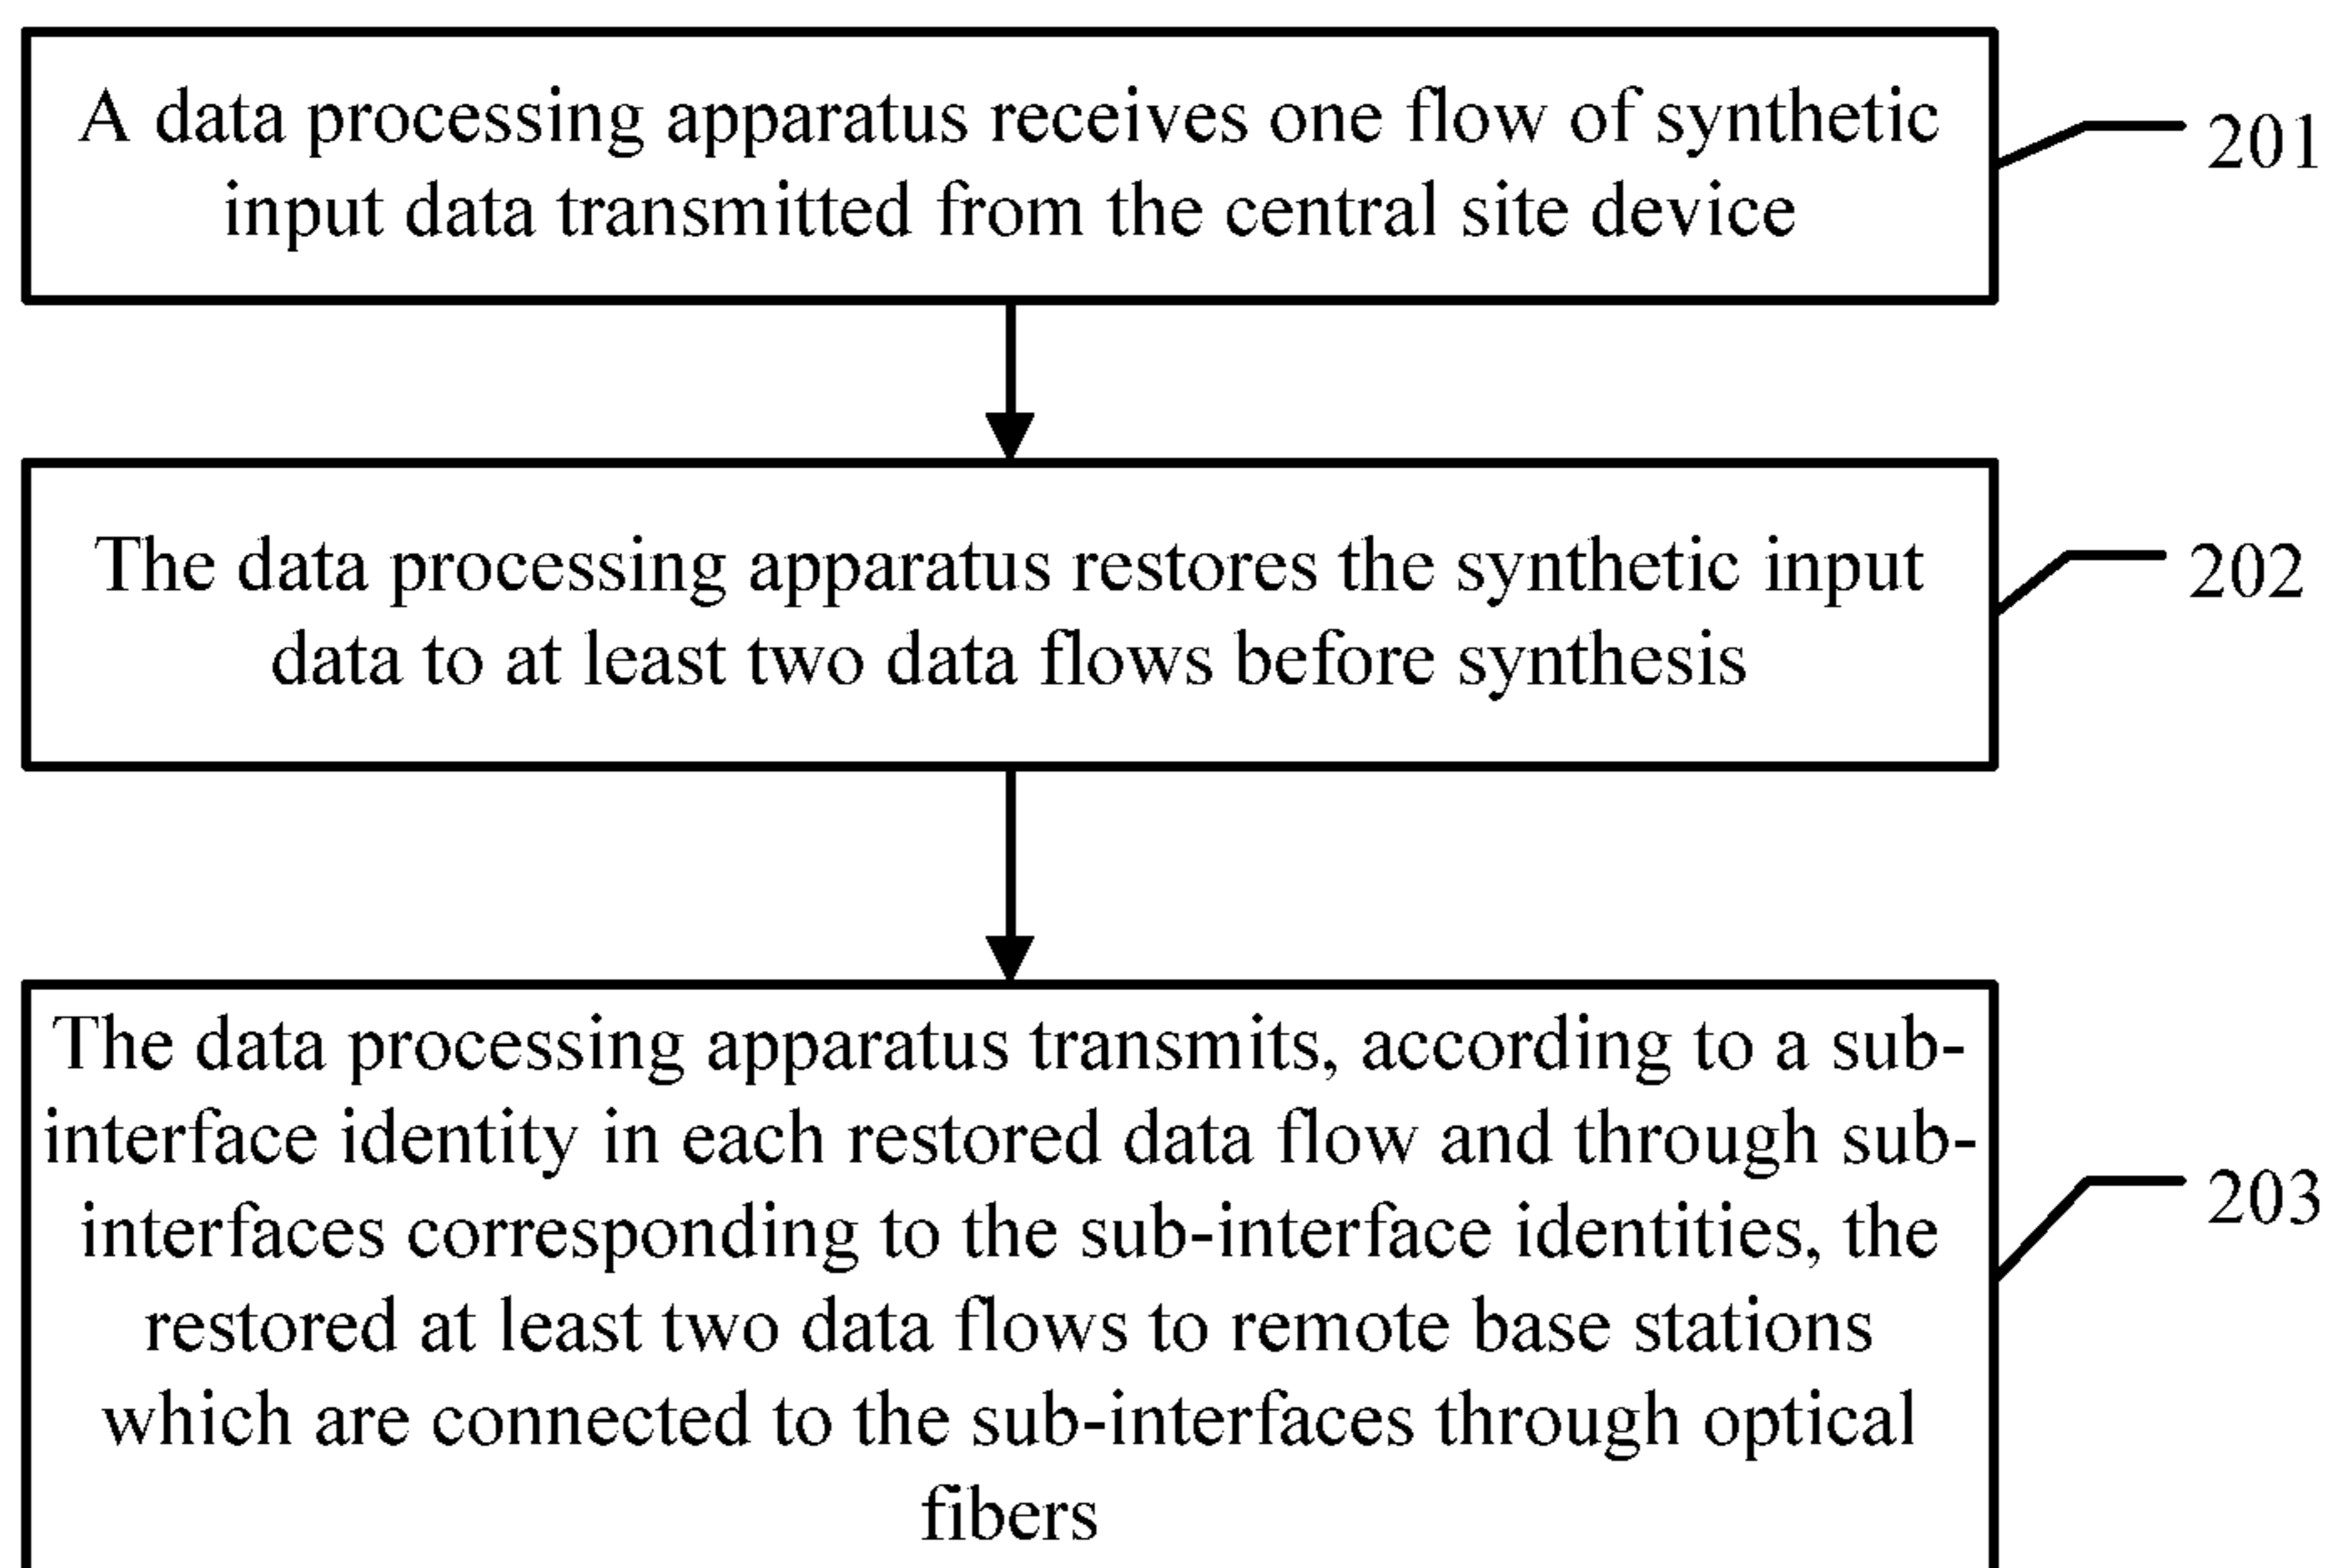 A data processing apparatus receives one flow of synthetic
input data transmitted from the central site device
201
The data processing apparatus restores the synthetic input
data to at least two data flows before synthesis
202
The data processing apparatus transmits, according to a sub-
interface identity in each restored data flow and through sub-
interfaces corresponding to the sub-interface identities, the
restored at least two data flows to remote base stations
which are connected to the sub-interfaces through optical
fibers
203